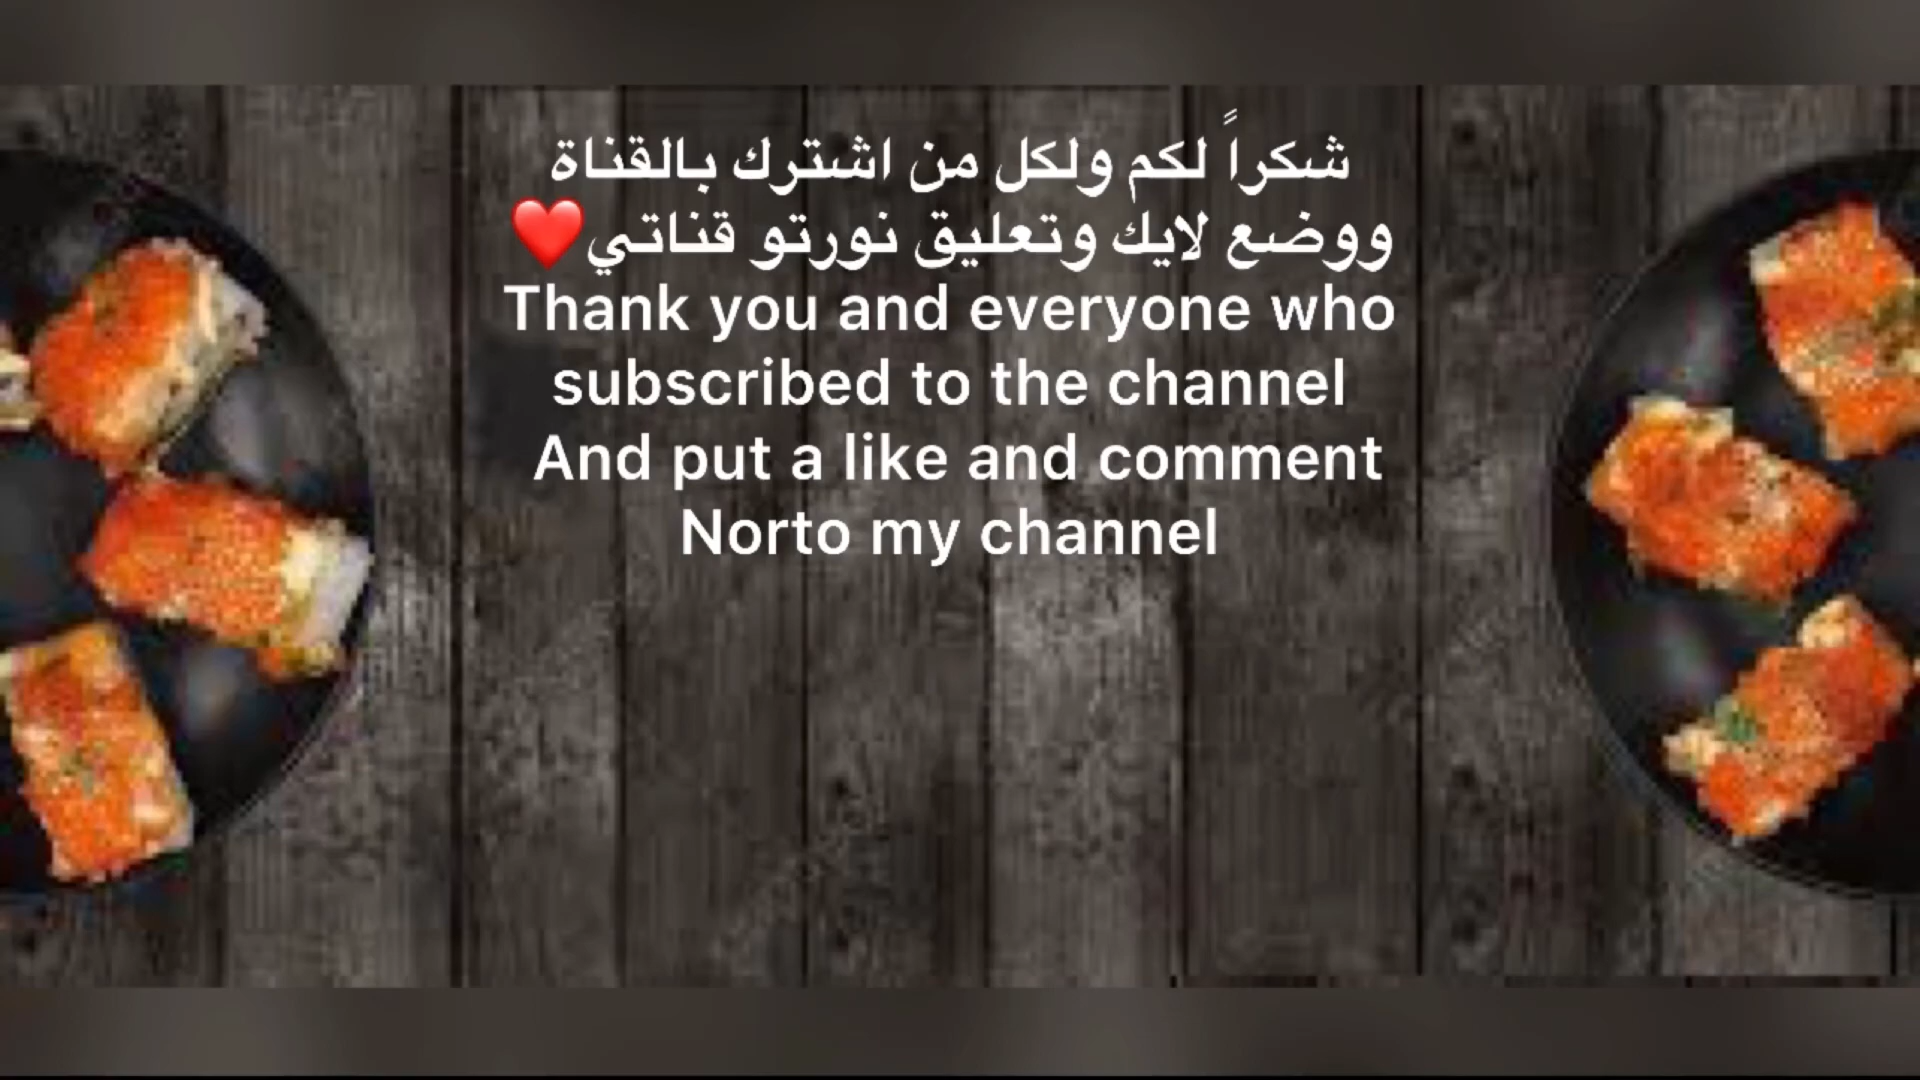 شكراً لكم ولكل من اشترك بالقناة
ووضع لايك وتعليق نورتو قناتي❤️
Thank you and everyone who
subscribed to the channel
And put a like and comment
Norto my channel